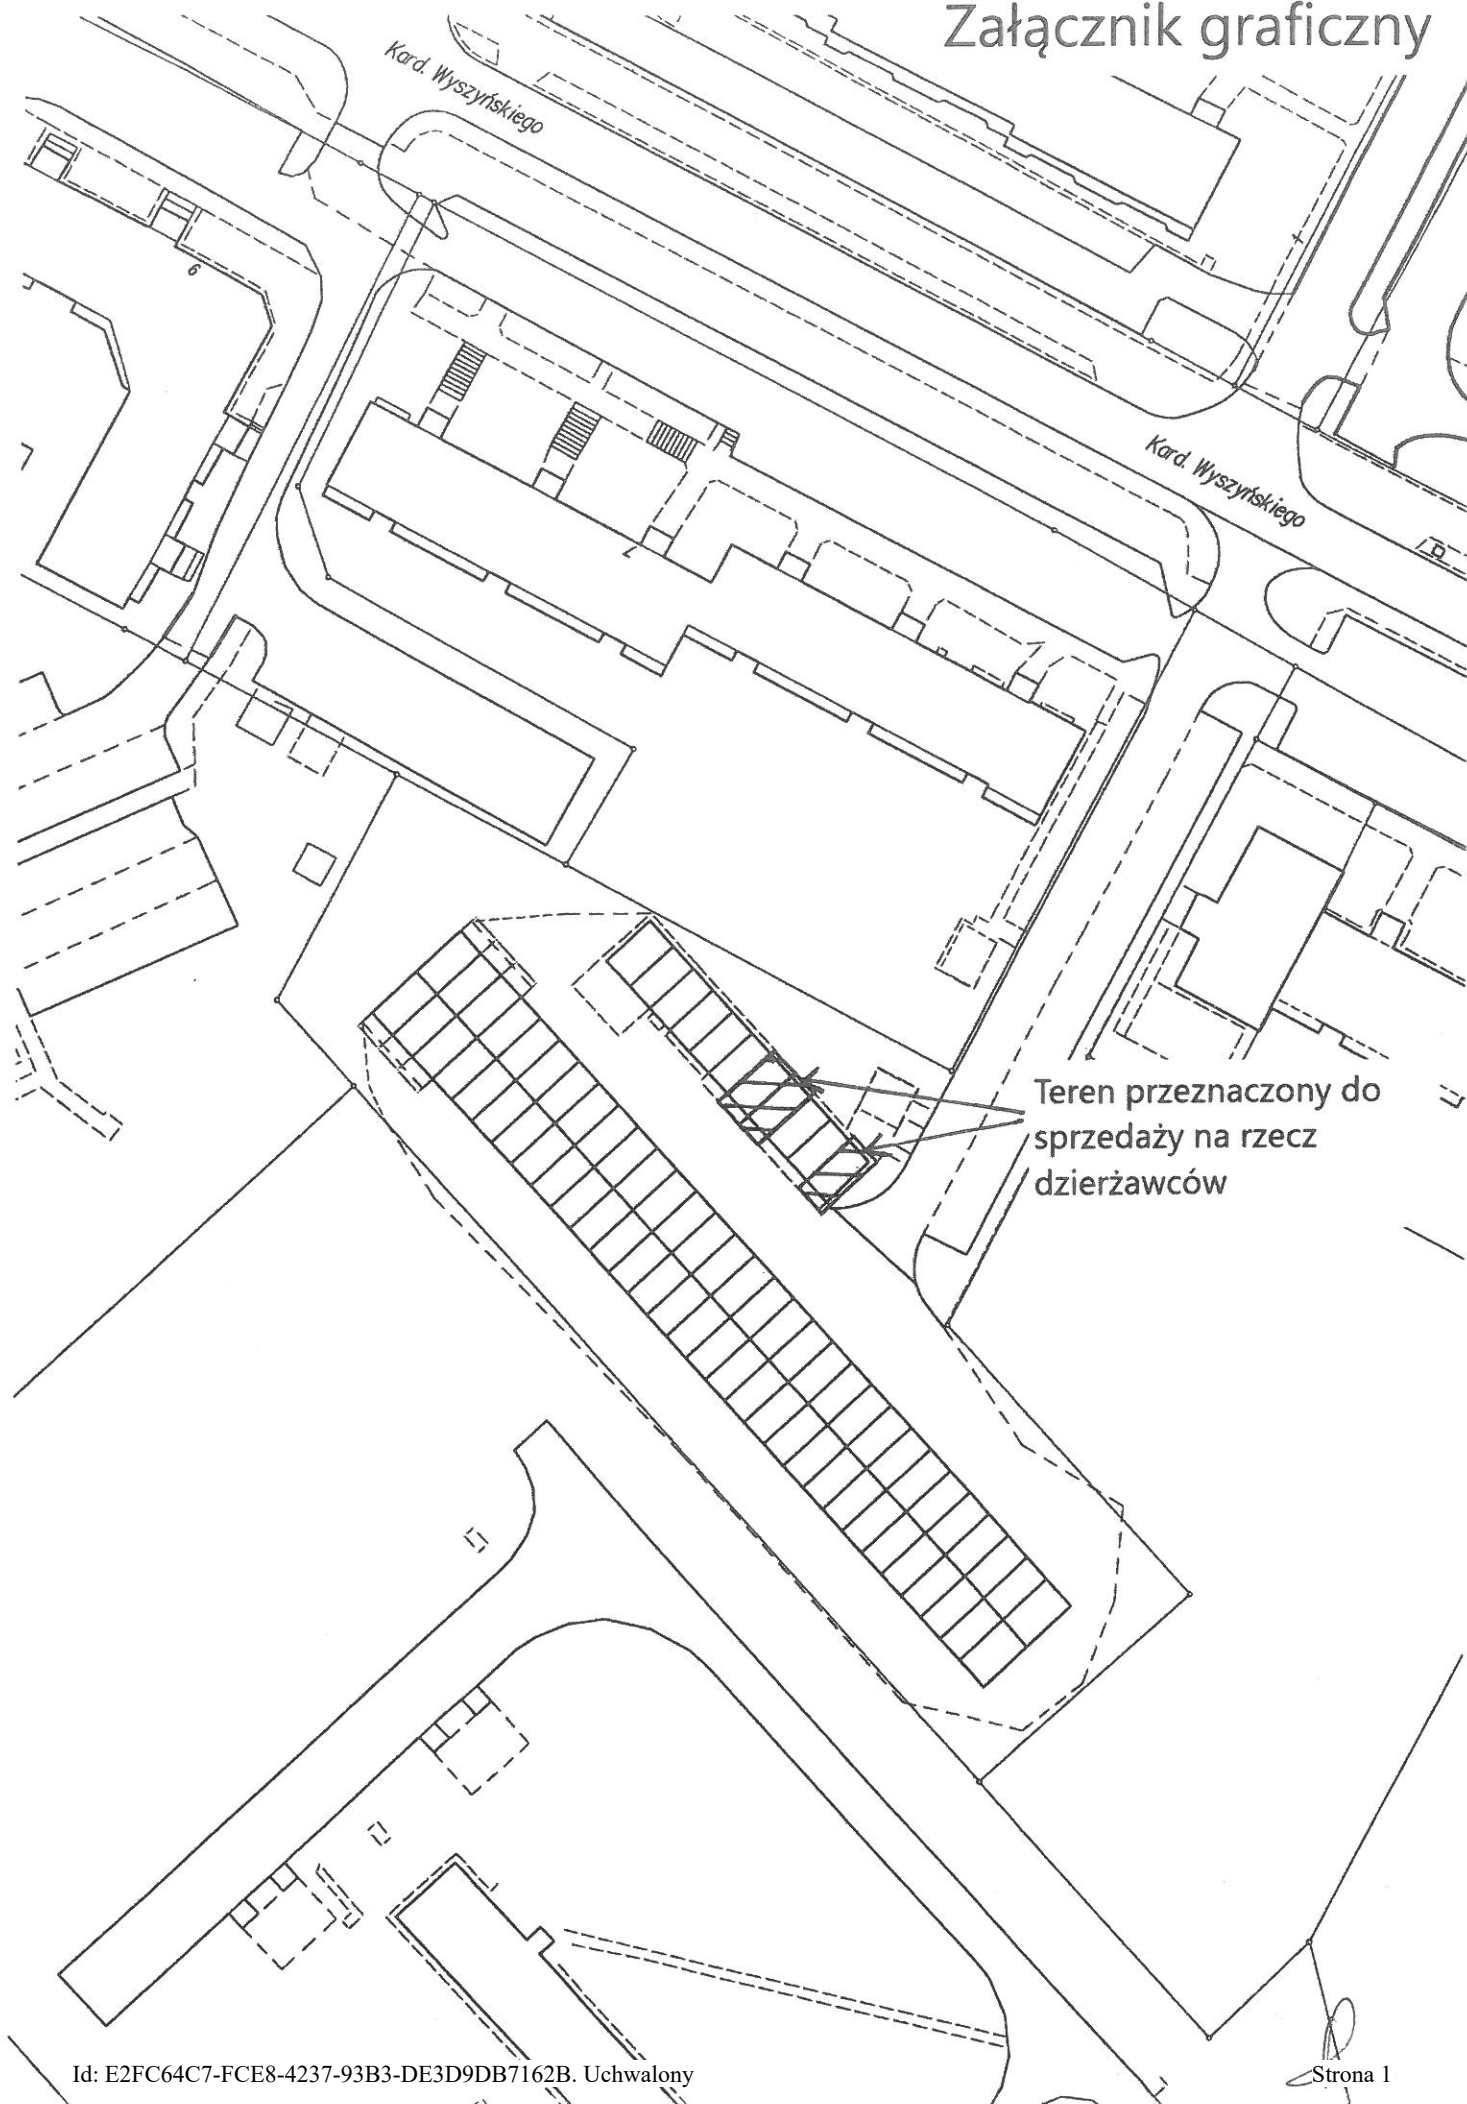 Załącznik graficzny
Kard. Wyszyńskiego
6
Kard. Wyszyńskiego
7
Teren przeznaczony do
sprzedaży na rzecz
dzierżawców
Id: E2FC64C7-FCE8-4237-93B3-DE3D9DB7162B. Uchwalony
Strona 1